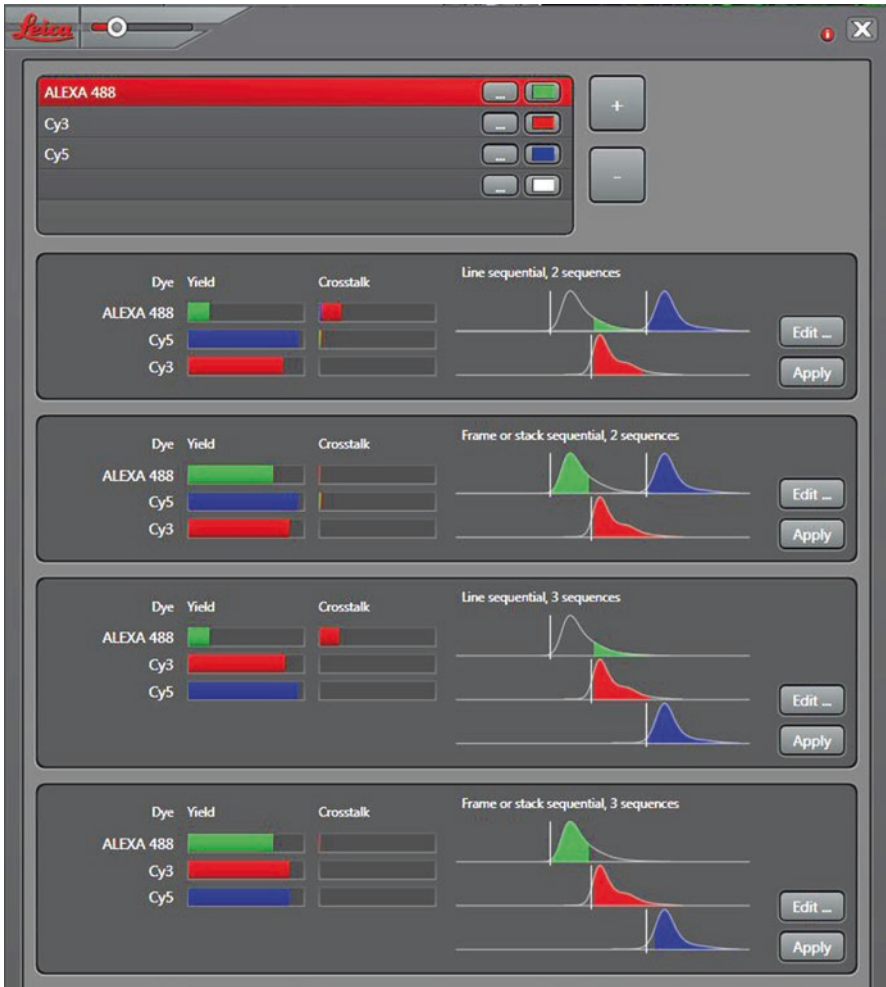 Leica
ALEXA 488 ...
Cy3 ...
Cy5 ...
...
+
-
Line sequential, 2 sequences
Dye Yield Crosstalk
ALEXA 488
Cy5
Cy3
Edit ...
Apply
Frame or stack sequential, 2 sequences
Dye Yield Crosstalk
ALEXA 488
Cy5
Cy3
Edit ...
Apply
Line sequential, 3 sequences
Dye Yield Crosstalk
ALEXA 488
Cy3
Cy5
Edit ...
Apply
Frame or stack sequential, 3 sequences
Dye Yield Crosstalk
ALEXA 488
Cy3
Cy5
Edit ...
Apply